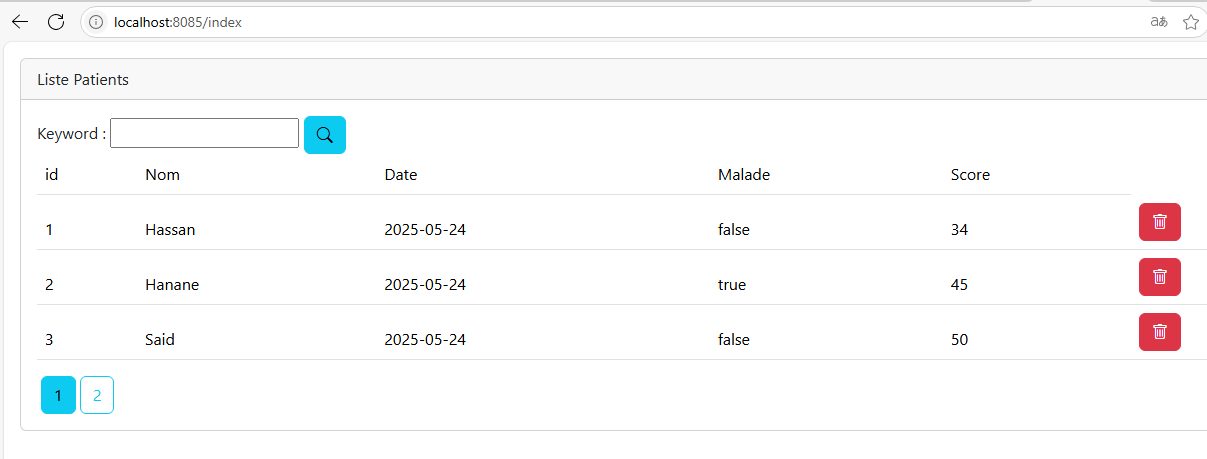 localhost:8085/index
Liste Patients
Keyword :
id Nom Date Malade Score
1 Hassan 2025-05-24 false 34
2 Hanane 2025-05-24 true 45
3 Said 2025-05-24 false 50
1 2